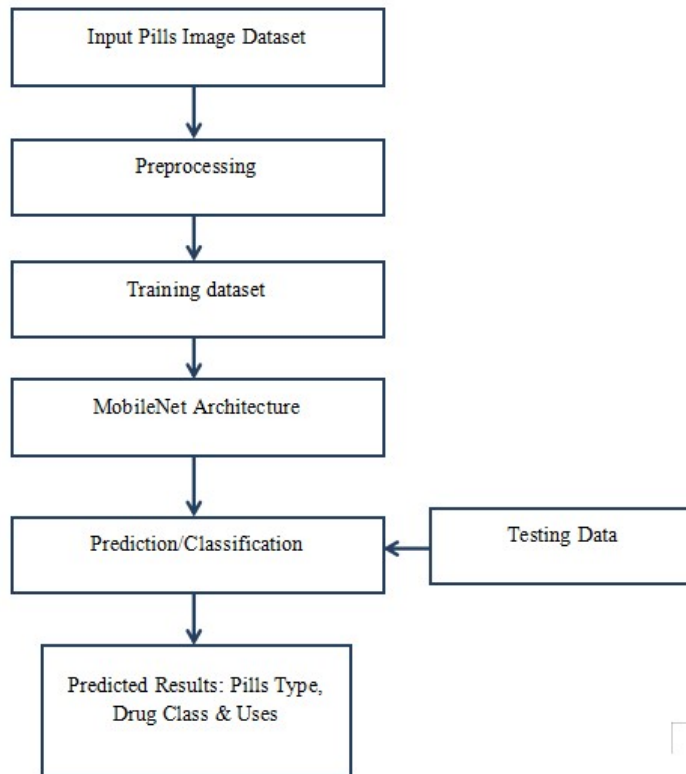 Input Pills Image Dataset
Preprocessing
Training dataset
MobileNet Architecture
Prediction/Classification
Testing Data
Predicted Results: Pills Type,
Drug Class & Uses